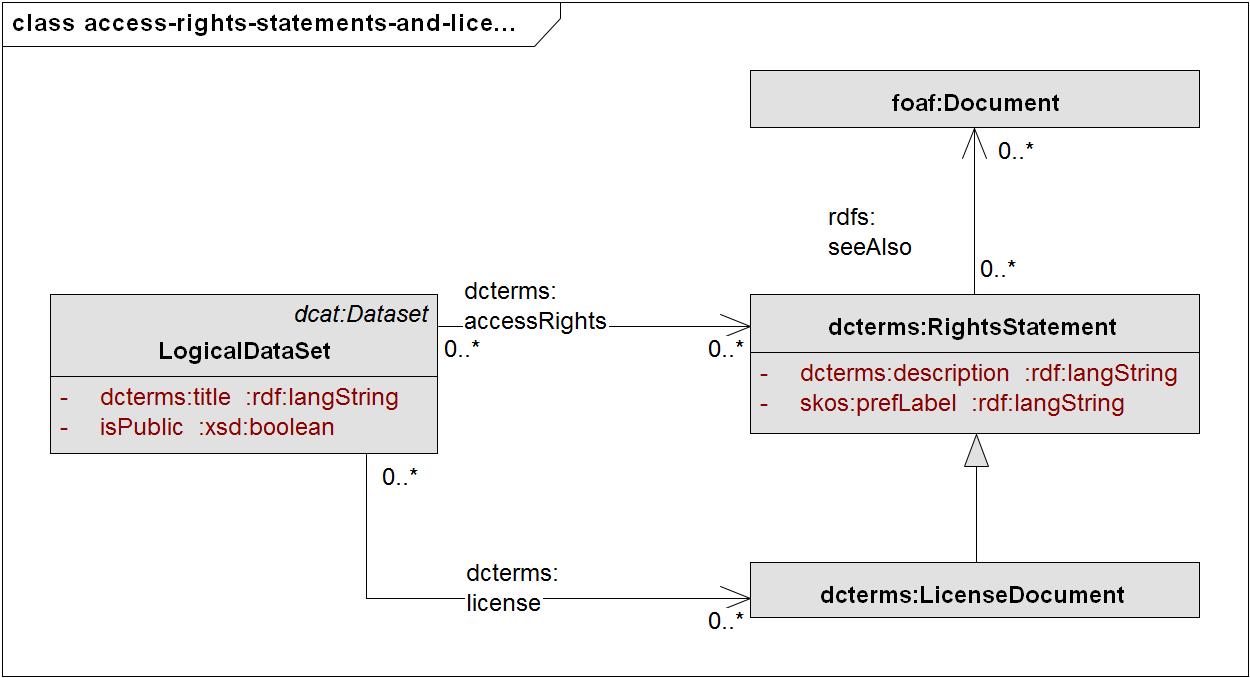 class access-rights-statements-and-lice...
foaf:Document
0..*
rdfs:
seeAlso
0..*
dcat:Dataset
LogicalDataSet
- dcterms:title :rdf:langString
- isPublic :xsd:boolean
dcterms:
accessRights
0..*
0..*
dcterms:RightsStatement
- dcterms:description :rdf:langString
- skos:prefLabel :rdf:langString
0..*
dcterms:
license
0..*
dcterms:LicenseDocument